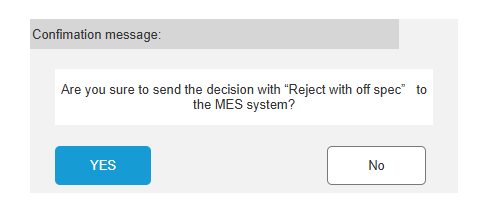 Confimation message:
Are you sure to send the decision with “Reject with off spec”  to
the MES system?
YES
No